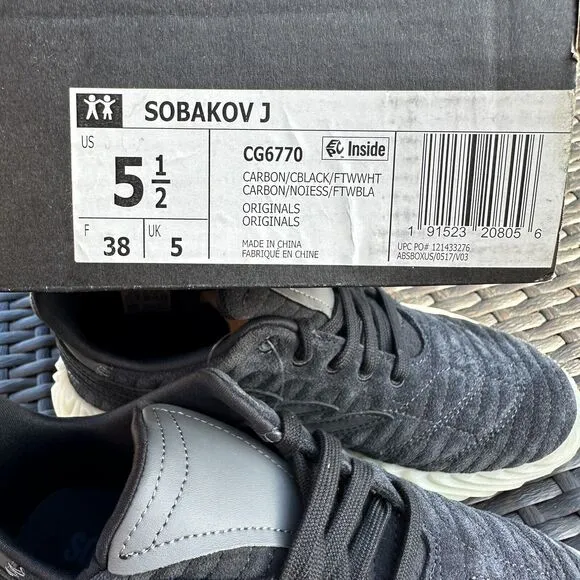 SOBAKOV J
US
5 1/2
F
38
UK
5
CG6770
Inside
CARBON/CBLACK/FTWWHT
CARBON/NOIESS/FTWBLA
ORIGINALS
ORIGINALS
MADE IN CHINA
FABRIQUÉ EN CHINE
1 91523 20805 6
UPC PO# 121433276
ABSBOXUS/0517/V03